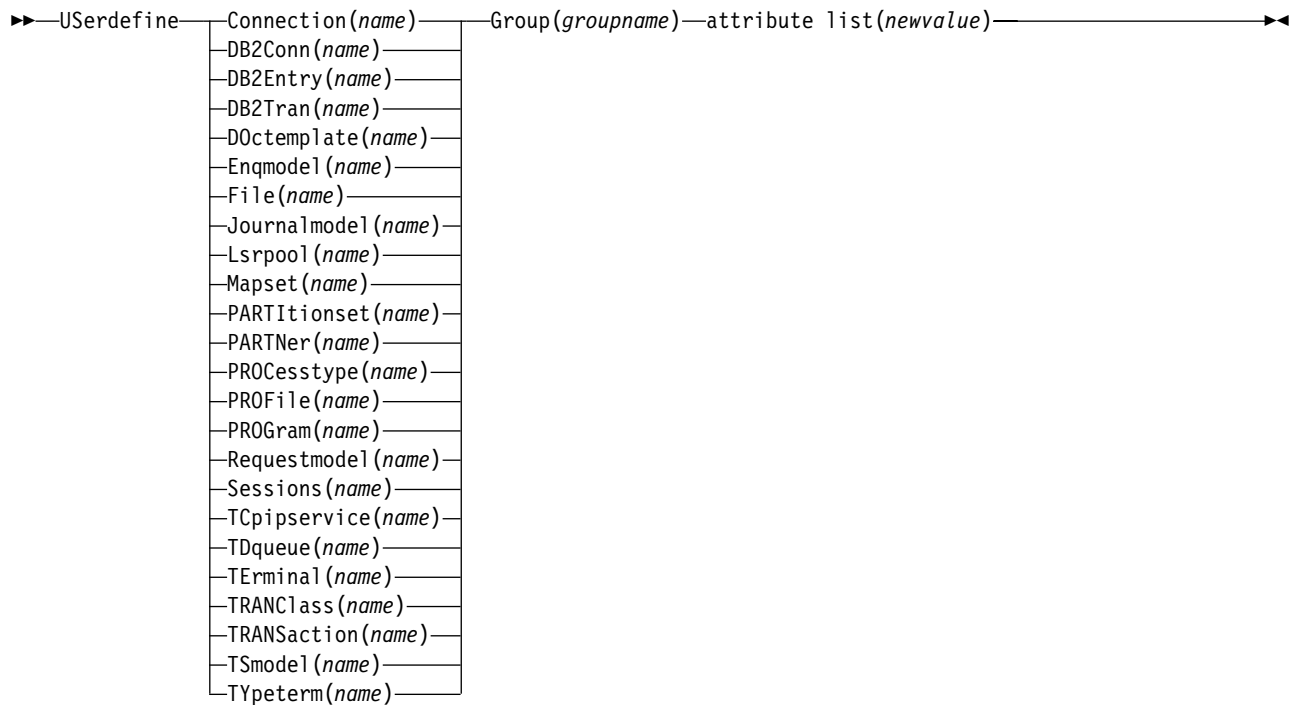 USerdefine Connection(name) Group(groupname) attribute list(newvalue)
DB2Conn(name)
DB2Entry(name)
DB2Tran(name)
DOctemplate(name)
Enqmodel(name)
File(name)
Journalmodel(name)
Lsrpool(name)
Mapset(name)
PARTItionset(name)
PARTNer(name)
PROCesstype(name)
PROFile(name)
PROGram(name)
Requestmodel(name)
Sessions(name)
TCpipservice(name)
TDqueue(name)
TErminal(name)
TRANClass(name)
TRANSaction(name)
TSmodel(name)
TYpeterm(name)